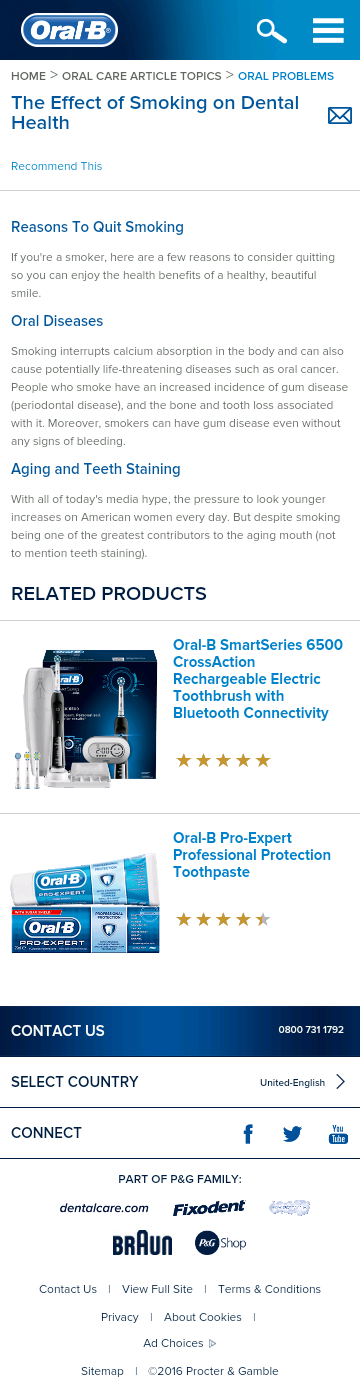 Oral-B
HOME > ORAL CARE ARTICLE TOPICS > ORAL PROBLEMS
The Effect of Smoking on Dental
Health
Recommend This
Reasons To Quit Smoking
If you're a smoker, here are a few reasons to consider quitting
so you can enjoy the health benefits of a healthy, beautiful
smile.
Oral Diseases
Smoking interrupts calcium absorption in the body and can also
cause potentially life-threatening diseases such as oral cancer.
People who smoke have an increased incidence of gum disease
(periodontal disease), and the bone and tooth loss associated
with it. Moreover, smokers can have gum disease even without
any signs of bleeding.
Aging and Teeth Staining
With all of today's media hype, the pressure to look younger
increases on American women every day. But despite smoking
being one of the greatest contributors to the aging mouth (not
to mention teeth staining).
RELATED PRODUCTS
Oral-B SmartSeries 6500
CrossAction
Rechargeable Electric
Toothbrush with
Bluetooth Connectivity
Oral-B
Oral-B Pro-Expert
Professional Protection
Toothpaste
Oral-B
PRO-EXPERT
Oral-B
PROFESSIONAL
PROTECTION
PRO-EXPERT
CONTACT US
0800 731 1792
SELECT COUNTRY
United-English
CONNECT
You
Tube
PART OF P&G FAMILY:
dentalcare.com
Fixodent
BRAUN
P&G Shop
Contact Us | View Full Site | Terms & Conditions
Privacy | About Cookies |
Ad Choices
Sitemap | ©2016 Procter & Gamble